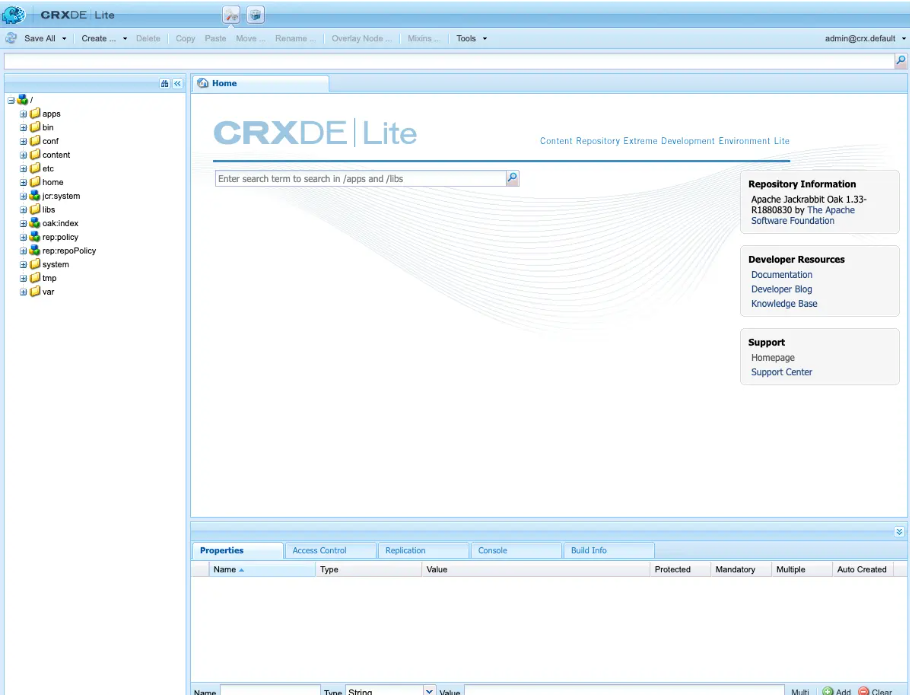 CRXDE | Lite
Save All Create ... Delete Copy Paste Move ... Rename ... Overlay Node ... Mixins ... Tools admin@crx.default
Home
/
apps
bin
conf
content
etc
home
jcr:system
libs
oak:index
rep:policy
rep:repoPolicy
system
tmp
var
CRXDE | Lite
Content Repository Extreme Development Environment Lite
Enter search term to search in /apps and /libs
Repository Information
Apache Jackrabbit Oak 1.33-
R1880830 by The Apache
Software Foundation
Developer Resources
Documentation
Developer Blog
Knowledge Base
Support
Homepage
Support Center
Properties Access Control Replication Console Build Info
Name Type Value Protected Mandatory Multiple Auto Created
Name Type String Value Multi Add Clear